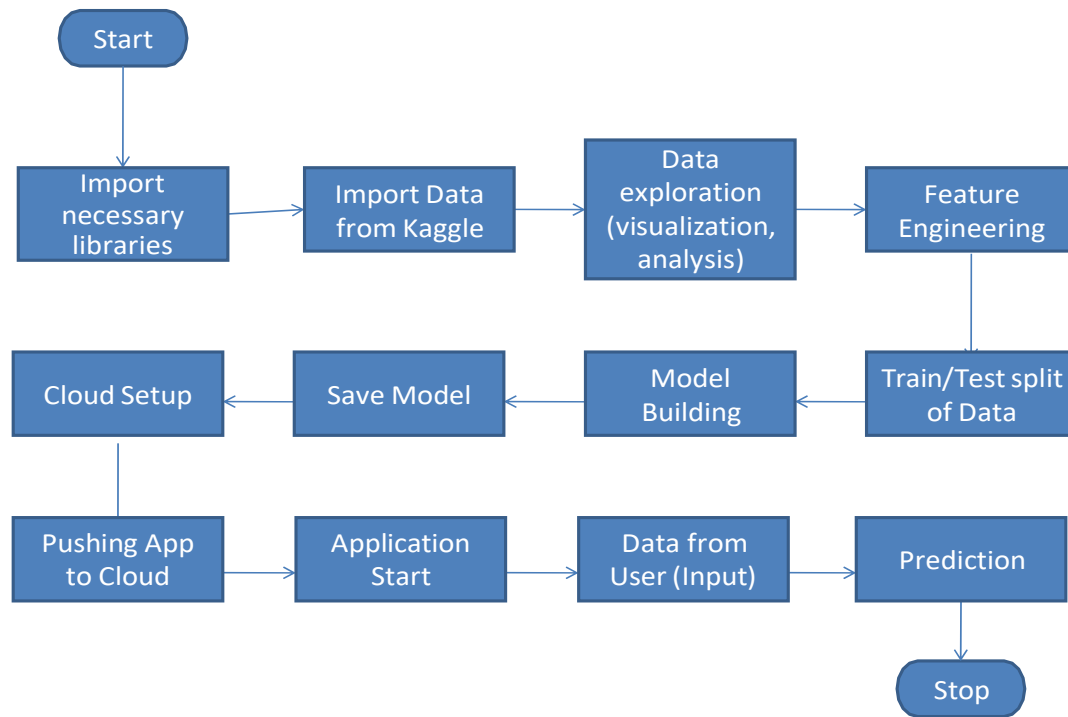 Start
Import
necessary
libraries
Import Data
from Kaggle
Data
exploration
(visualization,
analysis)
Feature
Engineering
Cloud Setup
Save Model
Model
Building
Train/Test split
of Data
Pushing App
to Cloud
Application
Start
Data from
User (Input)
Prediction
Stop